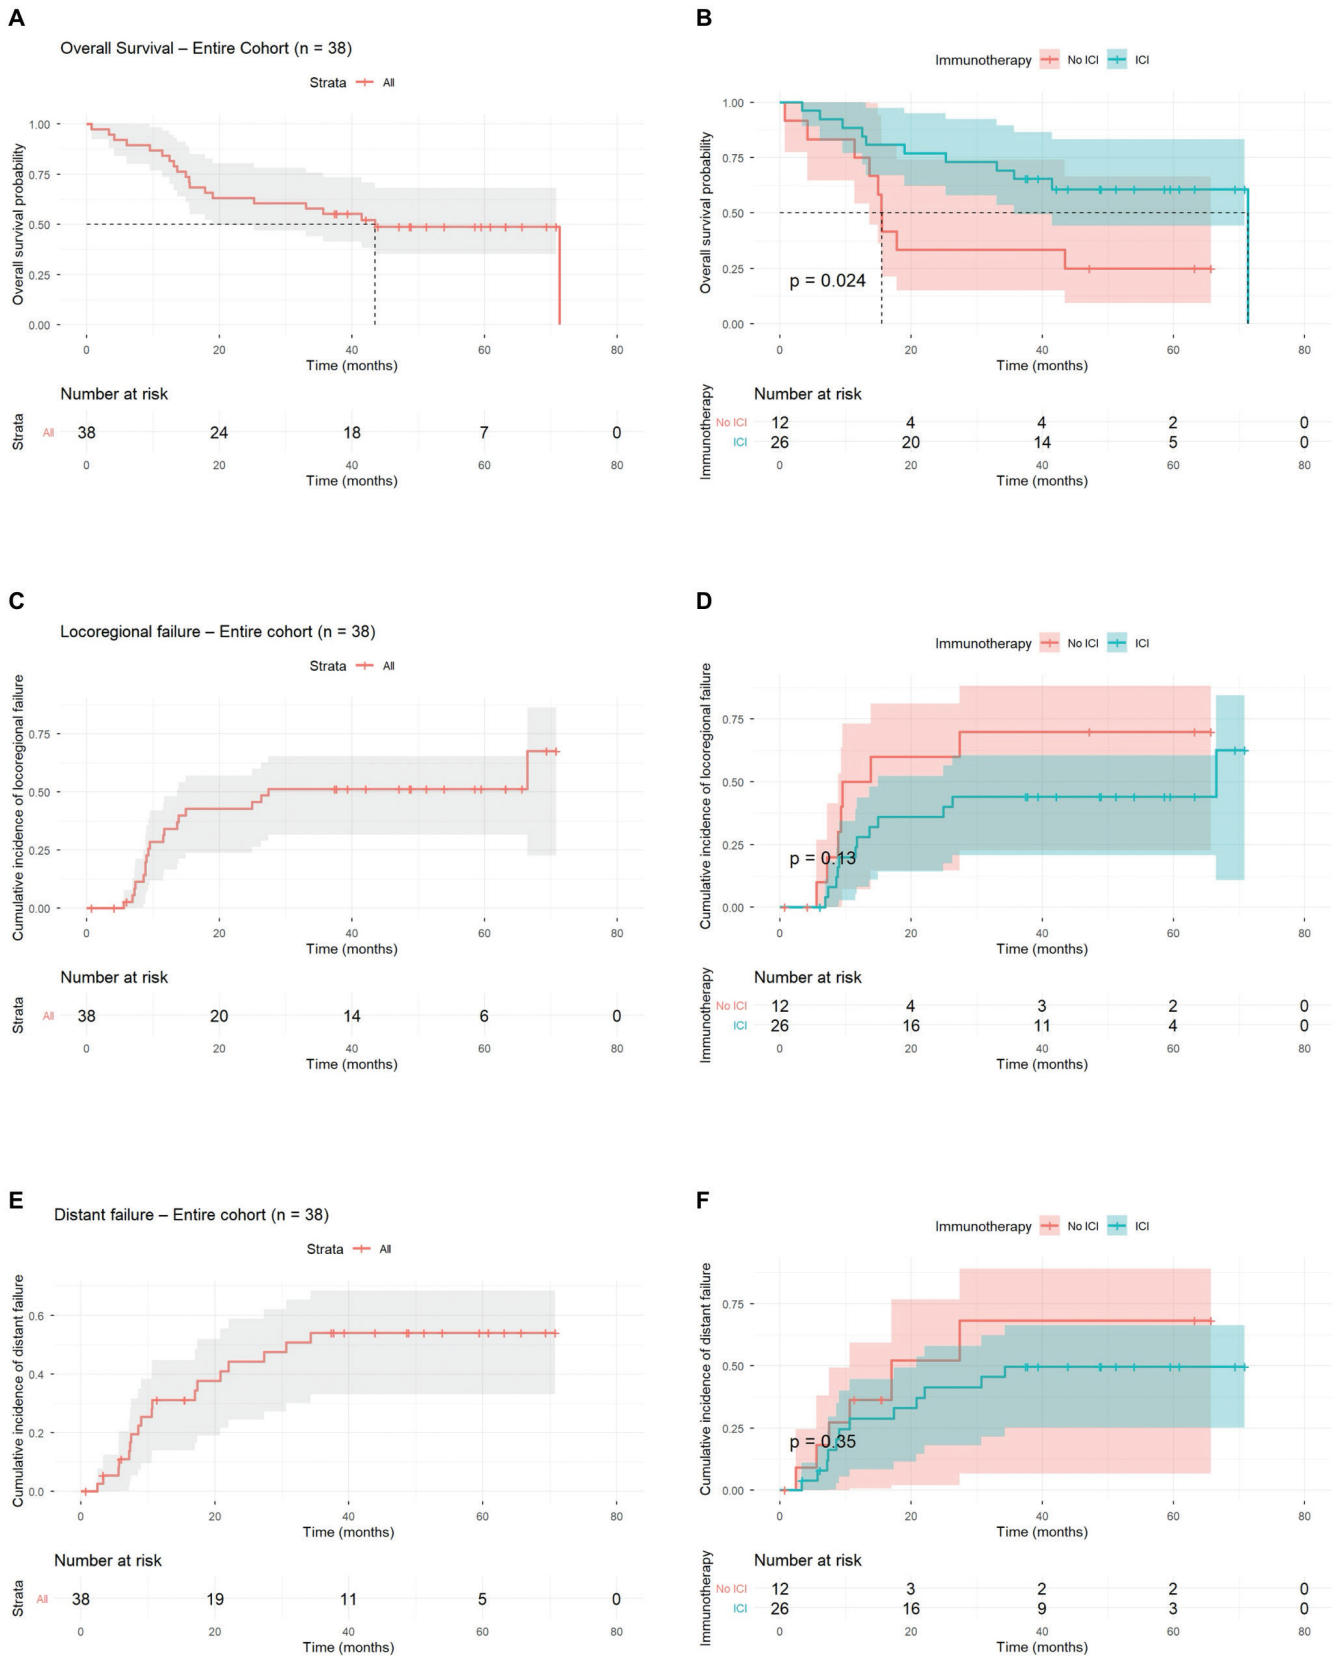 A
Overall Survival – Entire Cohort (n = 38)
Strata All
Overall survival probability
1.00
0.75
0.50
0.25
0.00
0 20 40 60 80
Time (months)
Number at risk
Strata
All 38 24 18 7 0
0 20 40 60 80
Time (months)
B
Immunotherapy No ICI ICI
Overall survival probability
1.00
0.75
0.50
0.25
0.00
p = 0.024
0 20 40 60 80
Time (months)
Number at risk
Immunotherapy
No ICI 12 4 4 2 0
ICI 26 20 14 5 0
0 20 40 60 80
Time (months)
C
Locoregional failure – Entire cohort (n = 38)
Strata All
Cumulative incidence of locoregional failure
0.75
0.50
0.25
0.00
0 20 40 60 80
Time (months)
Number at risk
Strata
All 38 20 14 6 0
0 20 40 60 80
Time (months)
D
Immunotherapy No ICI ICI
Cumulative incidence of locoregional failure
0.75
0.50
0.25
0.00
p = 0.13
0 20 40 60 80
Time (months)
Number at risk
Immunotherapy
No ICI 12 4 3 2 0
ICI 26 16 11 4 0
0 20 40 60 80
Time (months)
E
Distant failure – Entire cohort (n = 38)
Strata All
Cumulative incidence of distant failure
0.6
0.4
0.2
0.0
0 20 40 60 80
Time (months)
Number at risk
Strata
All 38 19 11 5 0
0 20 40 60 80
Time (months)
F
Immunotherapy No ICI ICI
Cumulative incidence of distant failure
0.75
0.50
0.25
0.00
p = 0.35
0 20 40 60 80
Time (months)
Number at risk
Immunotherapy
No ICI 12 3 2 2 0
ICI 26 16 9 3 0
0 20 40 60 80
Time (months)